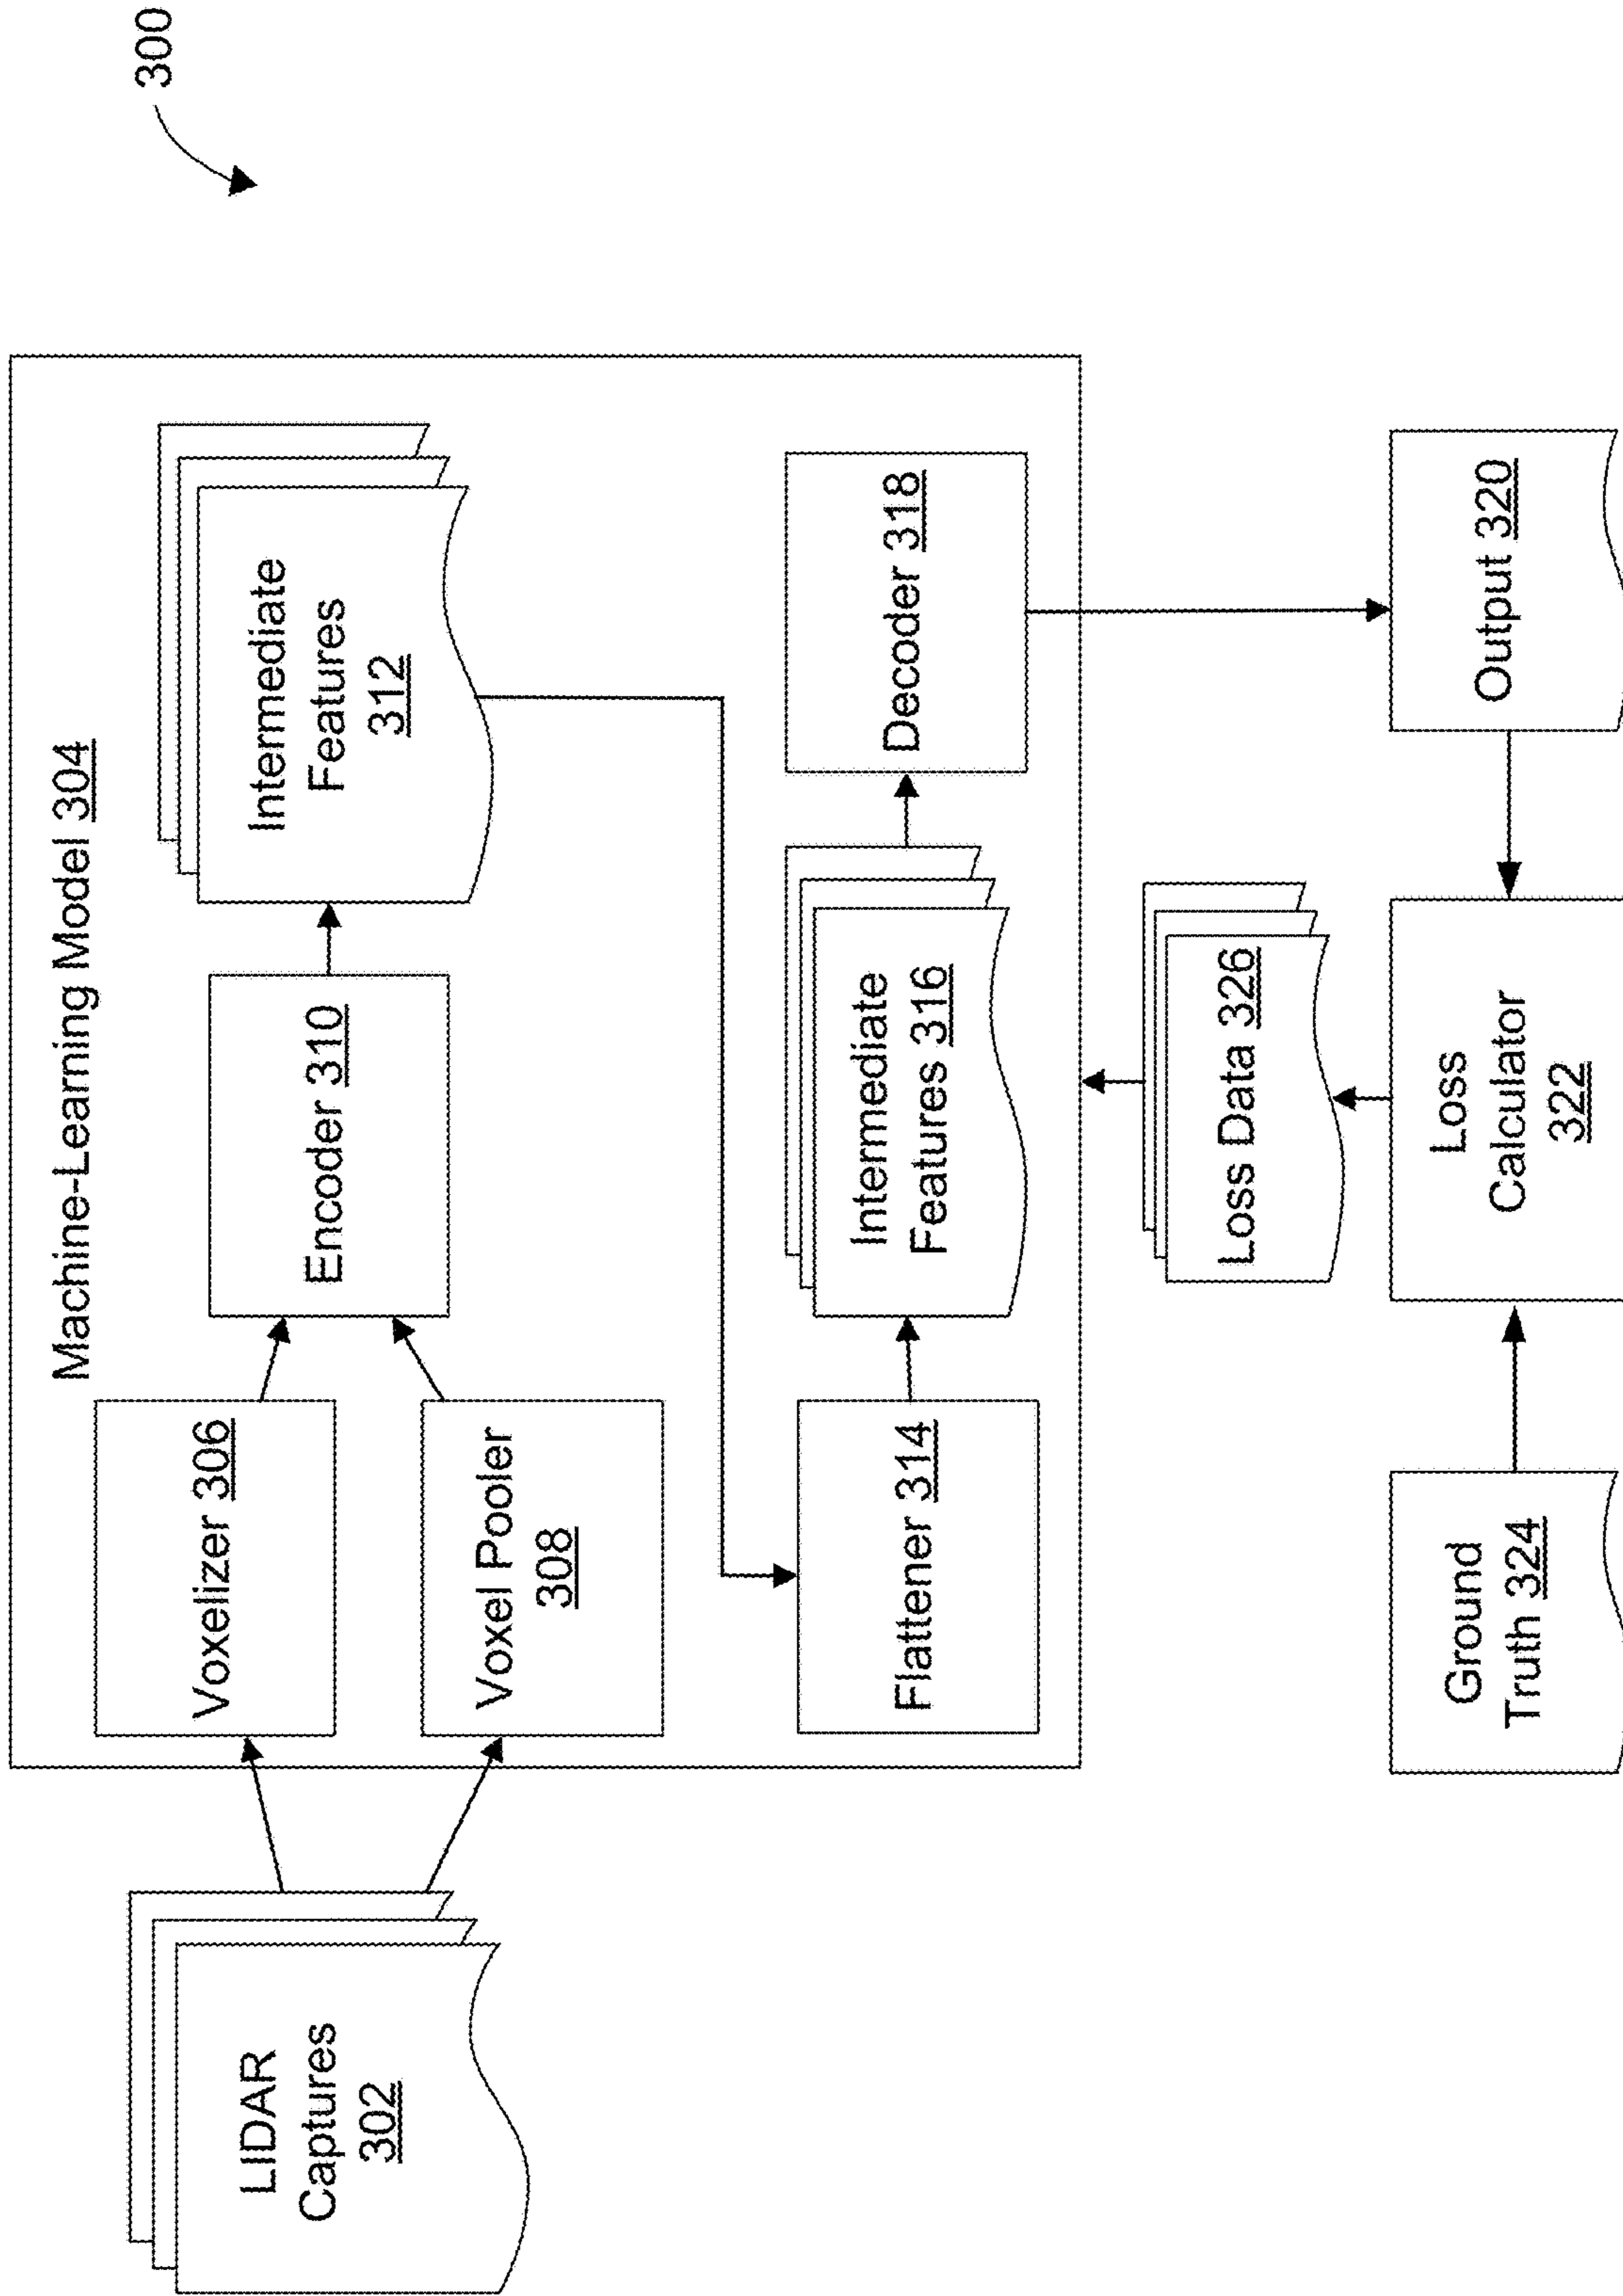 300
Machine-Learning Model 304
LIDAR
Captures
302
Voxelizer 306
Voxel Pooler
308
Encoder 310
Intermediate
Features
312
Flattener 314
Intermediate
Features 316
Decoder 318
Loss Data 326
Ground
Truth 324
Loss
Calculator
322
Output 320